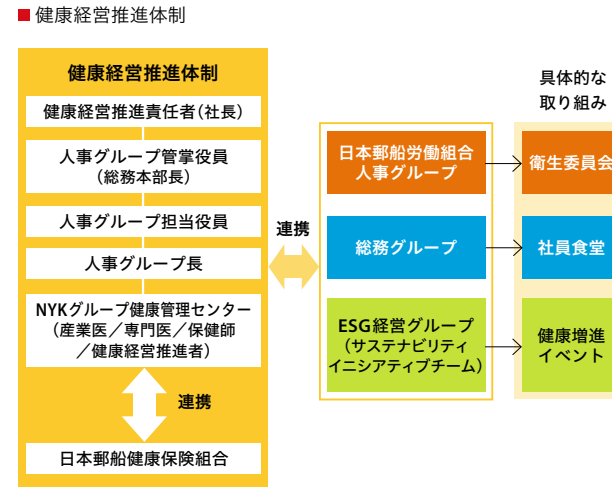 ■ 健康経営推進体制
健康経営推進体制
健康経営推進責任者(社長)
人事グループ管掌役員
(総務本部長)
人事グループ担当役員
人事グループ長
NYKグループ健康管理センター
(産業医/専門医/保健師
/健康経営推進者)
連携
日本郵船健康保険組合
連携
日本郵船労働組合
人事グループ
総務グループ
ESG経営グループ
(サステナビリティ
イニシアティブチーム)
具体的な
取り組み
衛生委員会
社員食堂
健康増進
イベント